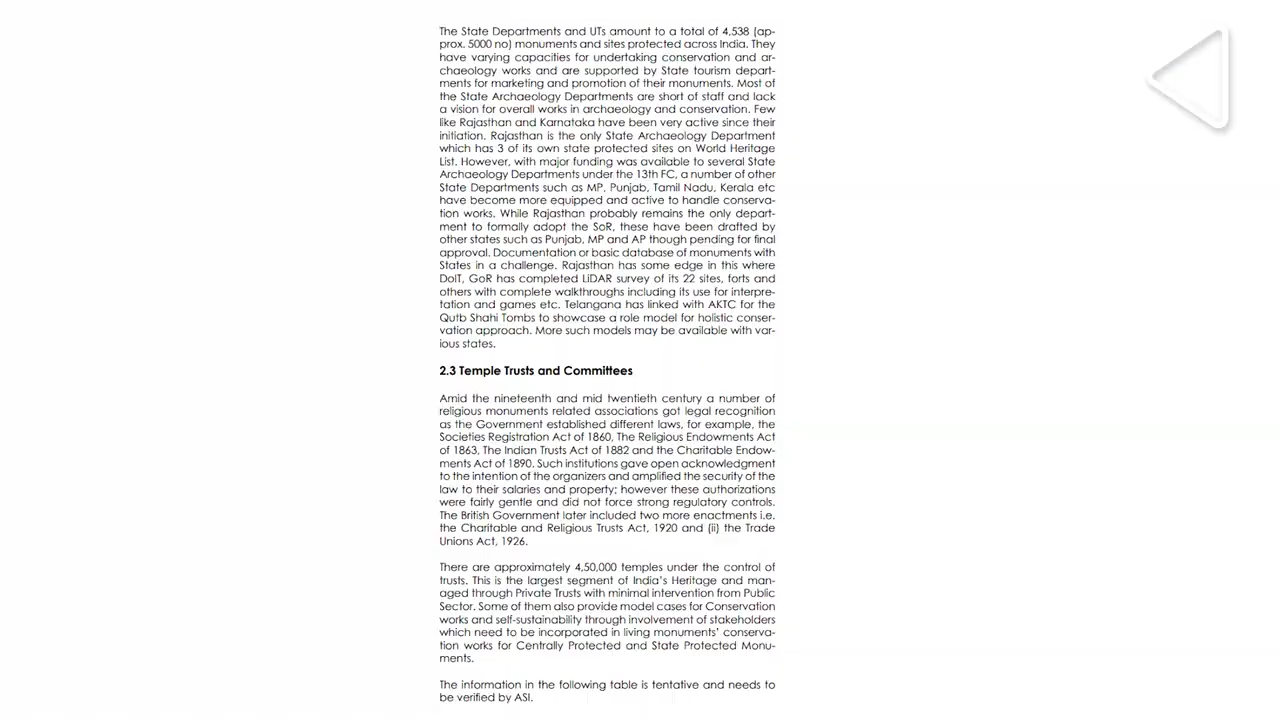 The State Departments and UTs amount to a total of 4,538 (ap-
prox. 5000 no) monuments and sites protected across India. They
have varying capacities for undertaking conservation and ar-
chaeology works and are supported by State tourism depart-
ments for marketing and promotion of their monuments. Most of
the State Archaeology Departments are short of staff and lack
a vision for overall works in archaeology and conservation. Few
like Rajasthan and Karnataka have been very active since their
initiation. Rajasthan is the only State Archaeology Department
which has 3 of its own state protected sites on World Heritage
List. However, with major funding was available to several State
Archaeology Departments under the 13th FC, a number of other
State Departments such as MP, Punjab, Tamil Nadu, Kerala etc
have become more equipped and active to handle conserva-
tion works. While Rajasthan probably remains the only depart-
ment to formally adopt the SoR, these have been drafted by
other states such as Punjab, MP and AP though pending for final
approval. Documentation or basic database of monuments with
States in a challenge. Rajasthan has some edge in this where
DoIT, GoR has completed LiDAR survey of its 22 sites, forts and
others with complete walkthroughs including its use for interpre-
tation and games etc. Telangana has linked with AKTC for the
Qutb Shahi Tombs to showcase a role model for holistic conser-
vation approach. More such models may be available with var-
ious states.
2.3 Temple Trusts and Committees
Amid the nineteenth and mid twentieth century a number of
religious monuments related associations got legal recognition
as the Government established different laws, for example, the
Societies Registration Act of 1860, The Religious Endowments Act
of 1863, The Indian Trusts Act of 1882 and the Charitable Endow-
ments Act of 1890. Such institutions gave open acknowledgment
to the intention of the organizers and amplified the security of the
law to their salaries and property; however these authorizations
were fairly gentle and did not force strong regulatory controls.
The British Government later included two more enactments i.e.
the Charitable and Religious Trusts Act, 1920 and (ii) the Trade
Unions Act, 1926.
There are approximately 4,50,000 temples under the control of
trusts. This is the largest segment of India's Heritage and man-
aged through Private Trusts with minimal intervention from Public
Sector. Some of them also provide model cases for Conservation
works and self-sustainability through involvement of stakeholders
which need to be incorporated in living monuments' conserva-
tion works for Centrally Protected and State Protected Monu-
ments.
The information in the following table is tentative and needs to
be verified by ASI.